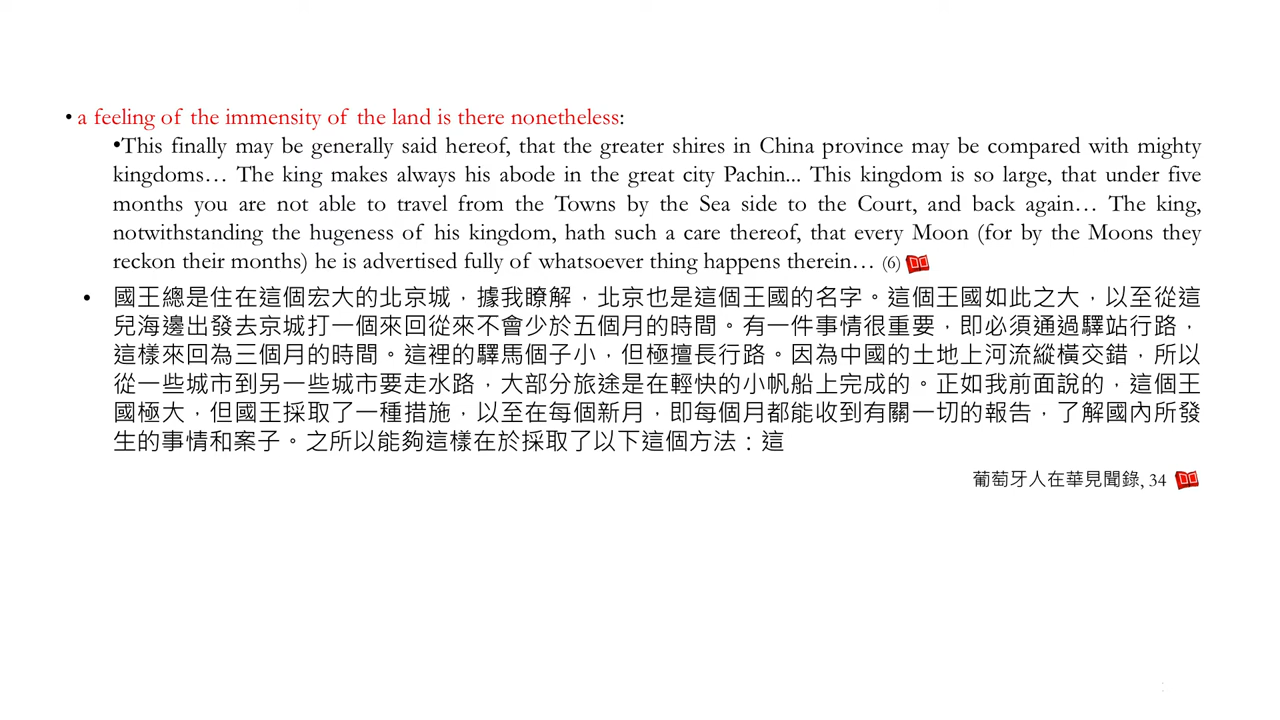 • a feeling of the immensity of the land is there nonetheless:
•This finally may be generally said hereof, that the greater shires in China province may be compared with mighty
kingdoms… The king makes always his abode in the great city Pachin... This kingdom is so large, that under five
months you are not able to travel from the Towns by the Sea side to the Court, and back again… The king,
notwithstanding the hugeness of his kingdom, hath such a care thereof, that every Moon (for by the Moons they
reckon their months) he is advertised fully of whatsoever thing happens therein… (6)
• 國王總是住在這個宏大的北京城，據我瞭解，北京也是這個王國的名字。這個王國如此之大，以至從這
兒海邊出發去京城打一個來回從來不會少於五個月的時間。有一件事情很重要，即必須通過驛站行路，
這樣來回為三個月的時間。這裡的驛馬個子小，但極擅長行路。因為中國的土地上河流縱橫交錯，所以
從一些城市到另一些城市要走水路，大部分旅途是在輕快的小帆船上完成的。正如我前面說的，這個王
國極大，但國王採取了一種措施，以至在每個新月，即每個月都能收到有關一切的報告，了解國內所發
生的事情和案子。之所以能夠這樣在於採取了以下這個方法：這
葡萄牙人在華見聞錄, 34